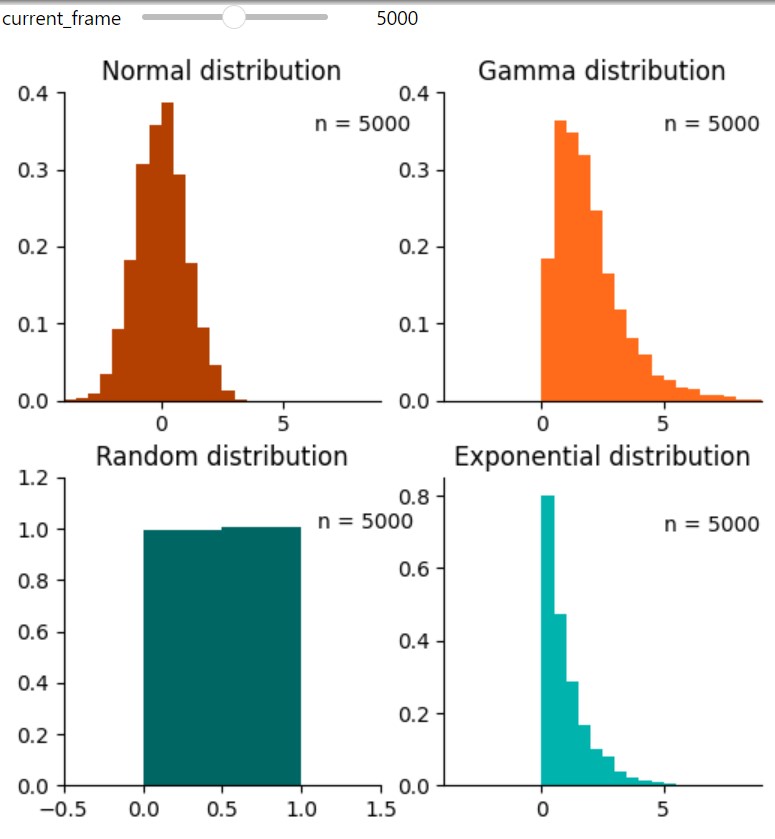 current_frame 5000
Normal distribution
0.4
0.3
0.2
0.1
0.0
n = 5000
0 5
Gamma distribution
0.4
0.3
0.2
0.1
0.0
n = 5000
0 5
Random distribution
1.2
1.0
0.8
0.6
0.4
0.2
0.0
n = 5000
−0.5 0.0 0.5 1.0 1.5
Exponential distribution
0.8
0.6
0.4
0.2
0.0
n = 5000
0 5